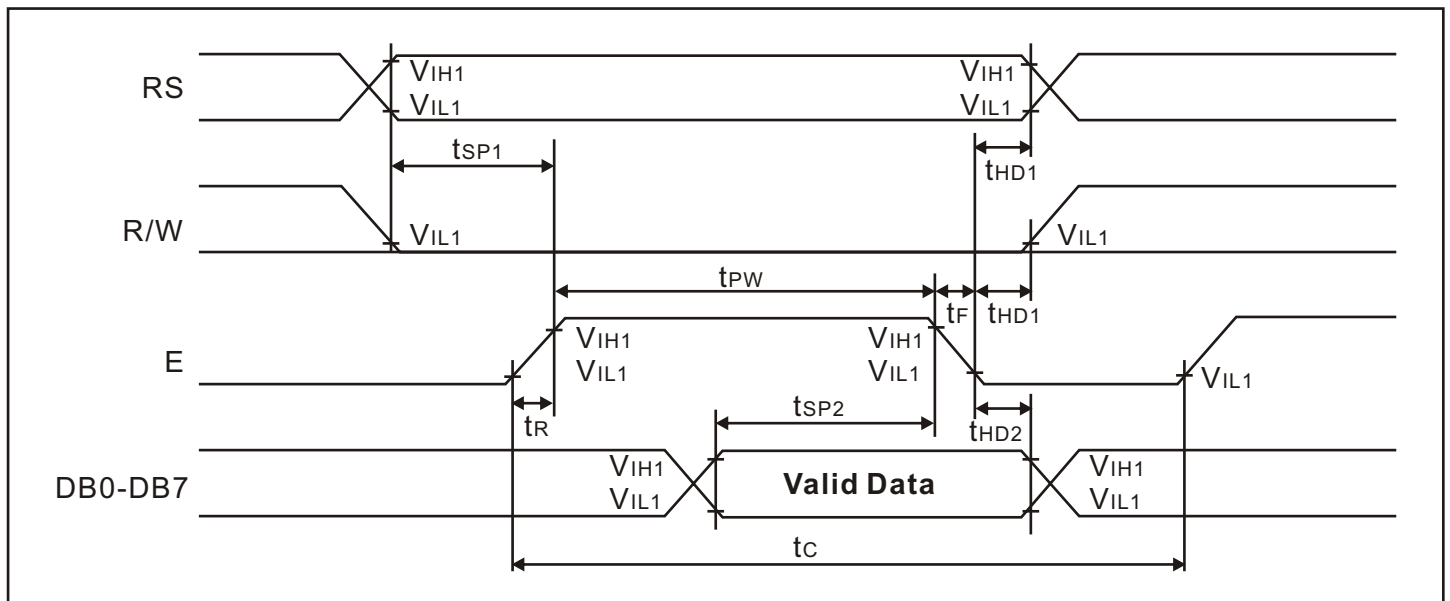 RS
VIH1
VIL1
VIH1
VIL1
tSP1
tHD1
R/W
VIL1
VIL1
tPW
tF
tHD1
E
VIH1
VIL1
VIH1
VIL1
VIL1
tR
tSP2
tHD2
DB0-DB7
VIH1
VIL1
Valid Data
VIH1
VIL1
tC